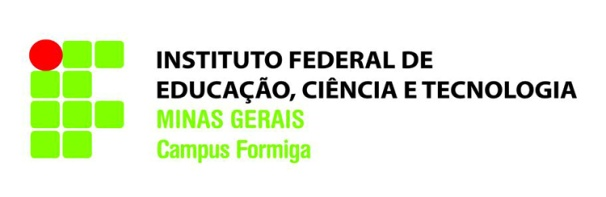 INSTITUTO FEDERAL DE
EDUCAÇÃO, CIÊNCIA E TECNOLOGIA
MINAS GERAIS
Campus Formiga